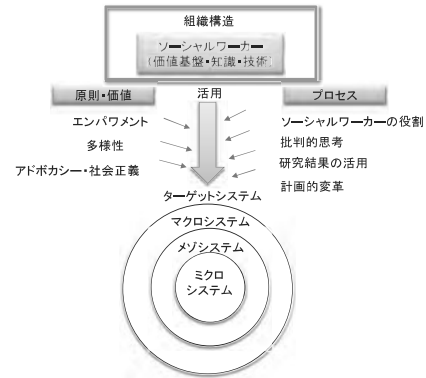 組織構造
ソーシャルワーカー
(価値基盤・知識・技術)
原則・価値
活用
プロセス
エンパワメント
多様性
アドボカシー・社会正義
ソーシャルワーカーの役割
批判的思考
研究結果の活用
計画的変革
ターゲットシステム
マクロシステム
メゾシステム
ミクロ
システム